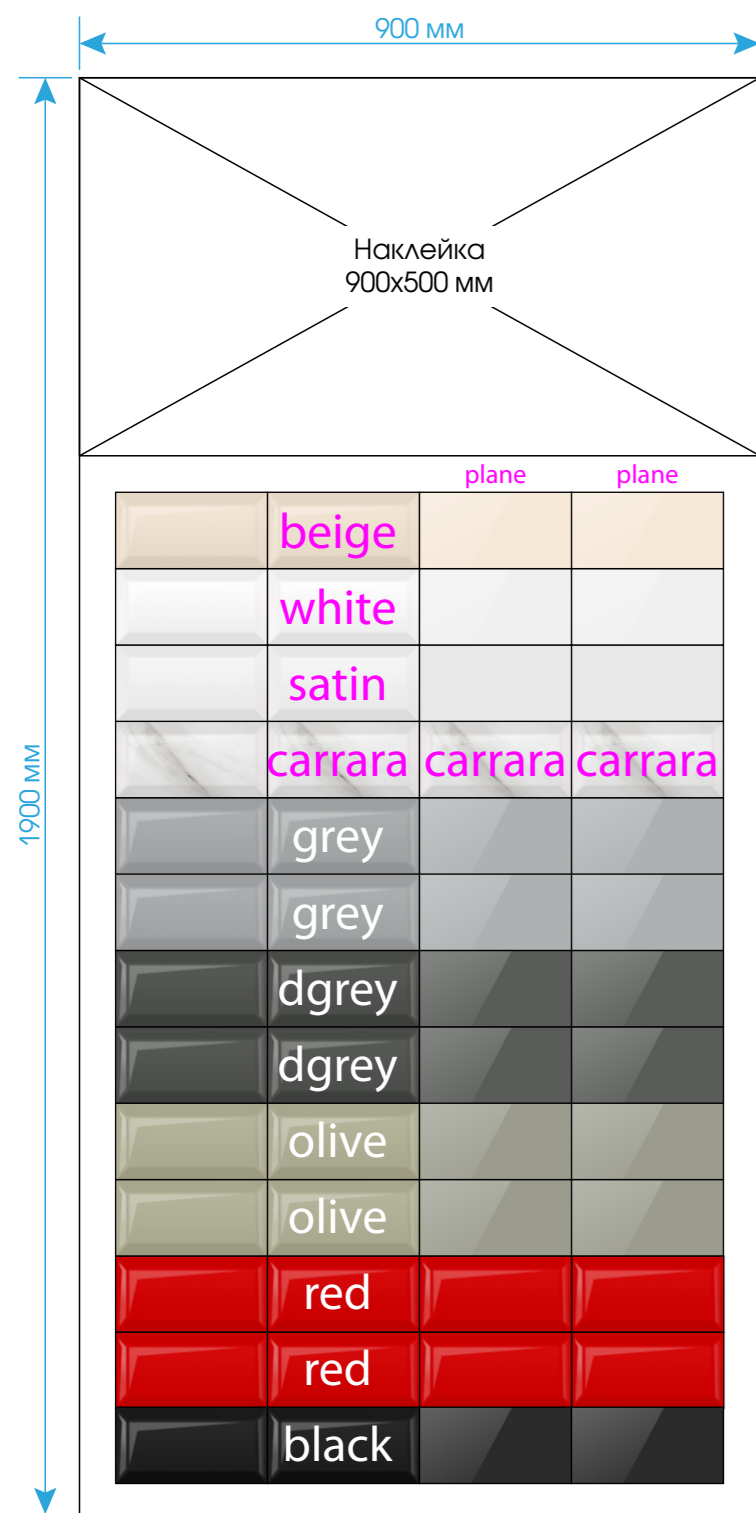 900 мм
Наклейка
900х500 мм
plane plane
beige
white
satin
carrara carrara carrara
1900 мм
grey
grey
dgrey
dgrey
olive
olive
red
red
black